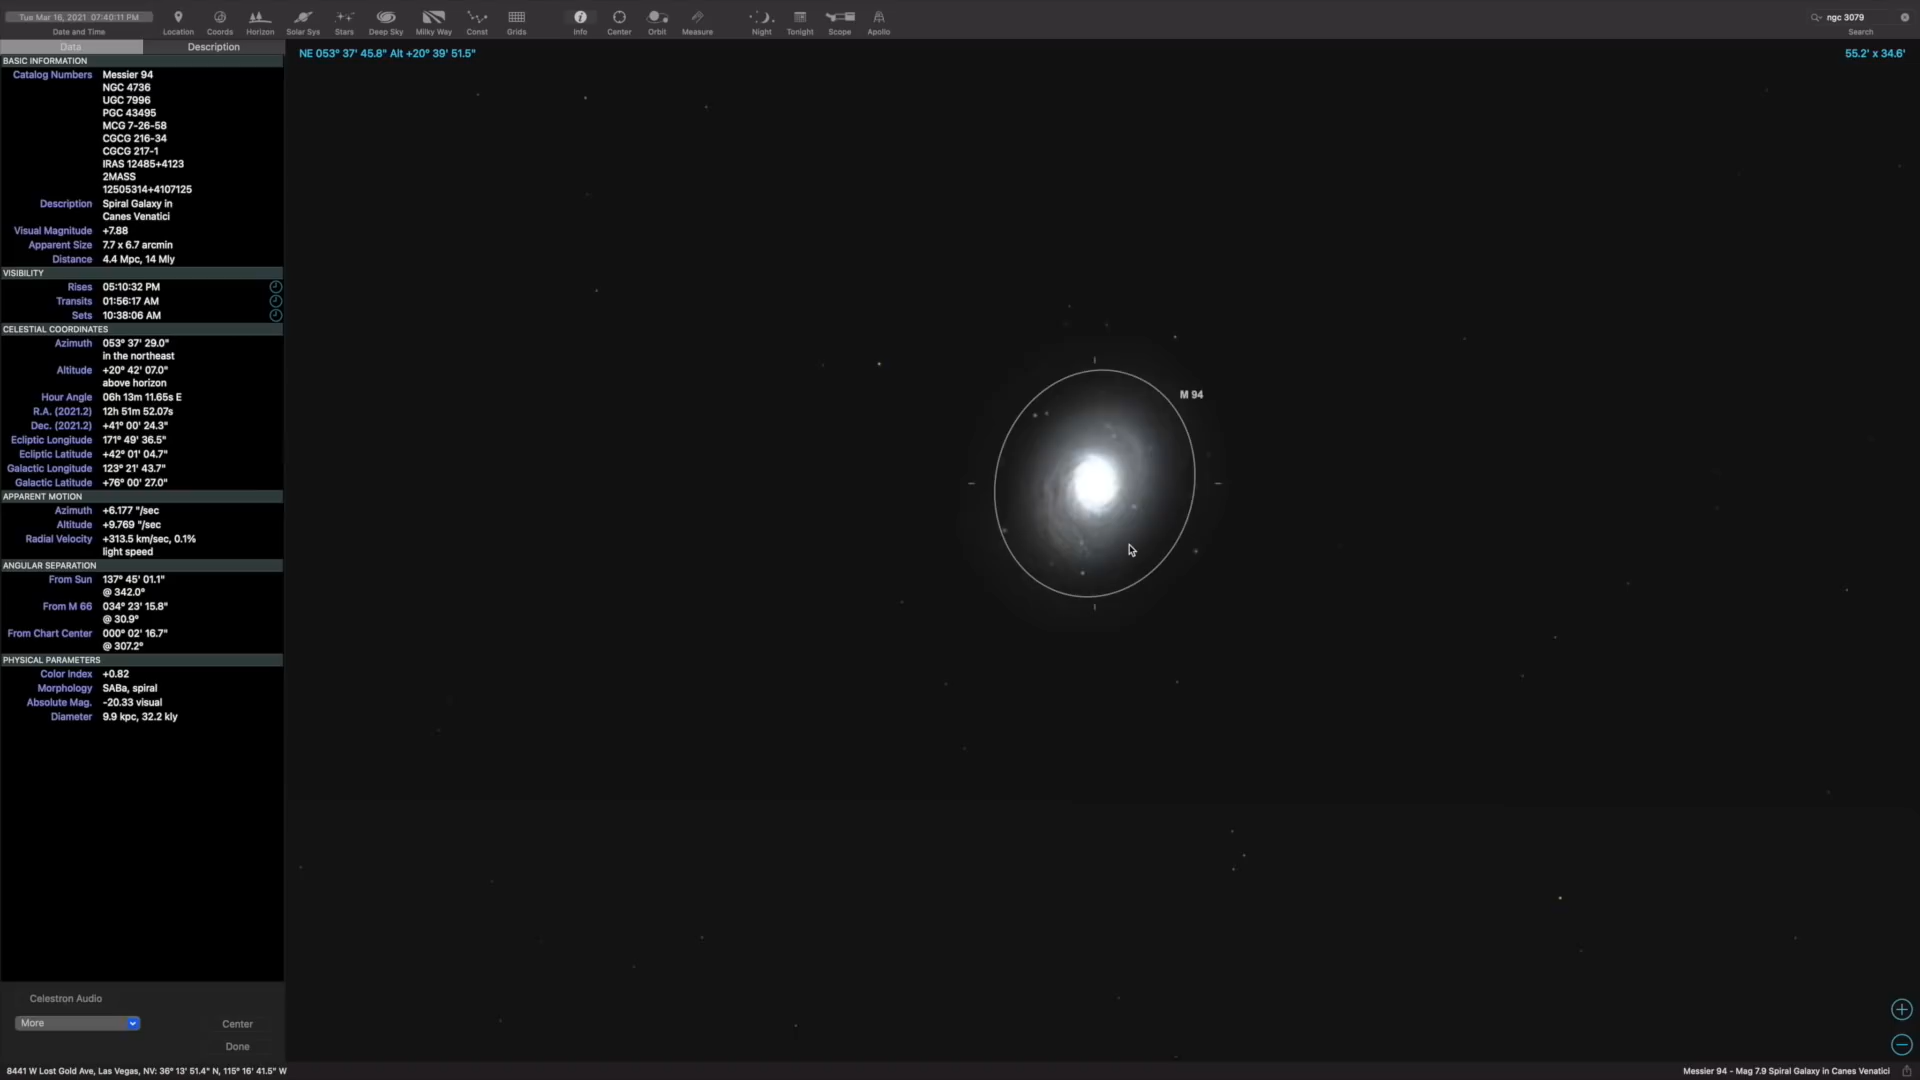 Tue Mar 16, 2021 07:40:11 PM
Date and Time
Location
Coords
Horizon
Solar Sys
Stars
Deep Sky
Milky Way
Const
Grids
Info
Center
Orbit
Measure
Night
Tonight
Scope
Apollo
ngc 3079
Search
Data
Description
NE 053° 37' 45.8" Alt +20° 39' 51.5"
55.2' x 34.6'
BASIC INFORMATION
Catalog Numbers Messier 94
NGC 4736
UGC 7996
PGC 43495
MCG 7-26-58
CGCG 216-34
CGCG 217-1
IRAS 12485+4123
2MASS
12505314+4107125
Description Spiral Galaxy in
Canes Venatici
Visual Magnitude +7.88
Apparent Size 7.7 x 6.7 arcmin
Distance 4.4 Mpc, 14 Mly
VISIBILITY
Rises 05:10:32 PM
Transits 01:56:17 AM
Sets 10:38:06 AM
CELESTIAL COORDINATES
Azimuth 053° 37' 29.0"
in the northeast
Altitude +20° 42' 07.0"
above horizon
Hour Angle 06h 13m 11.65s E
R.A. (2021.2) 12h 51m 52.07s
Dec. (2021.2) +41° 00' 24.3"
Ecliptic Longitude 171° 49' 36.5"
Ecliptic Latitude +42° 01' 04.7"
Galactic Longitude 123° 21' 43.7"
Galactic Latitude +76° 00' 27.0"
APPARENT MOTION
Azimuth +6.177 "/sec
Altitude +9.769 "/sec
Radial Velocity +313.5 km/sec, 0.1%
light speed
ANGULAR SEPARATION
From Sun 137° 45' 01.1"
@ 342.0°
From M 66 034° 23' 15.8"
@ 30.9°
From Chart Center 000° 02' 16.7"
@ 307.2°
PHYSICAL PARAMETERS
Color Index +0.82
Morphology SABa, spiral
Absolute Mag. -20.33 visual
Diameter 9.9 kpc, 32.2 kly
M 94
Celestron Audio
More
Center
Done
8441 W Lost Gold Ave, Las Vegas, NV: 36° 13' 51.4" N, 115° 16' 41.5" W
Messier 94 - Mag 7.9 Spiral Galaxy in Canes Venatici